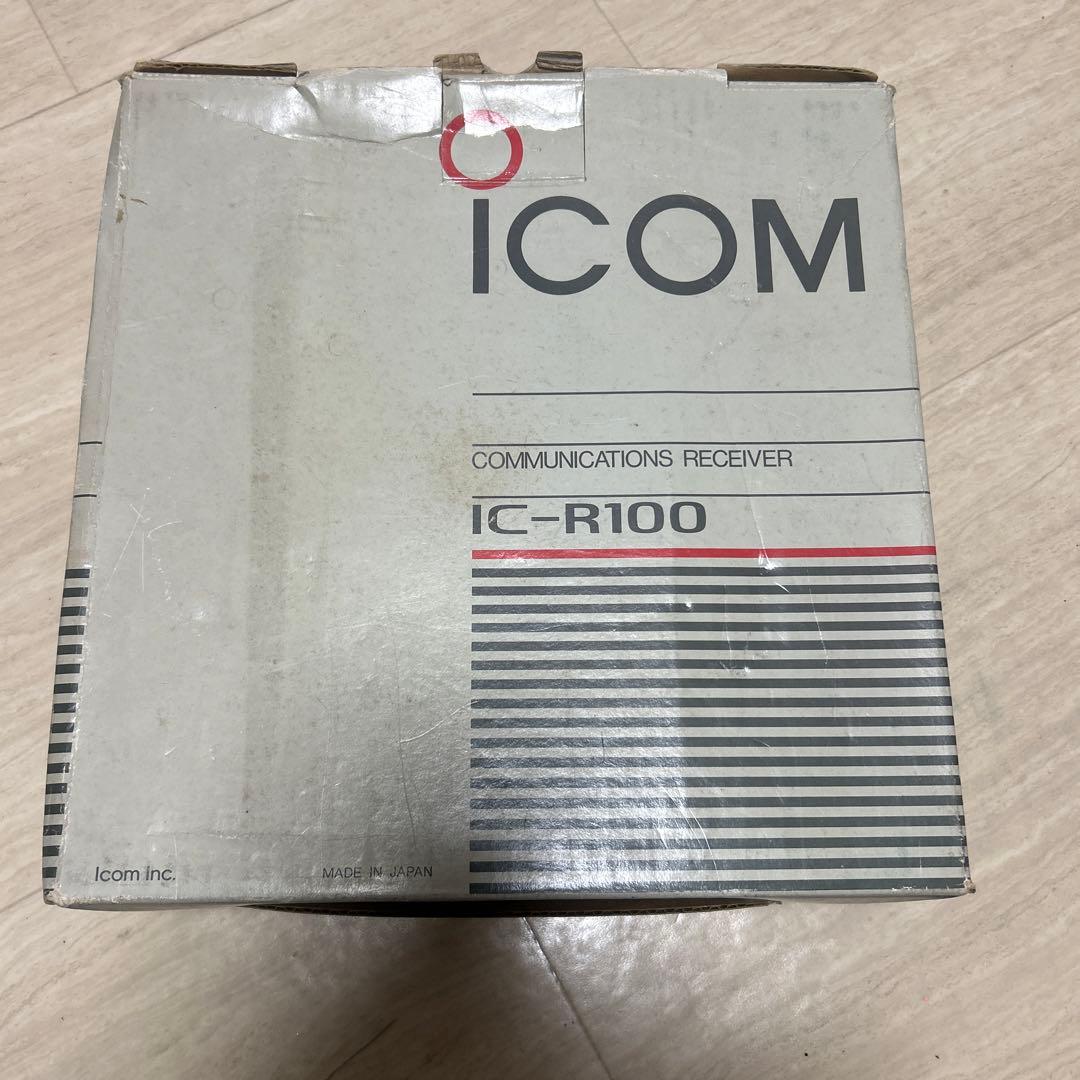 ICOM
COMMUNICATIONS RECEIVER
IC-R100
Icom Inc.
MADE IN JAPAN